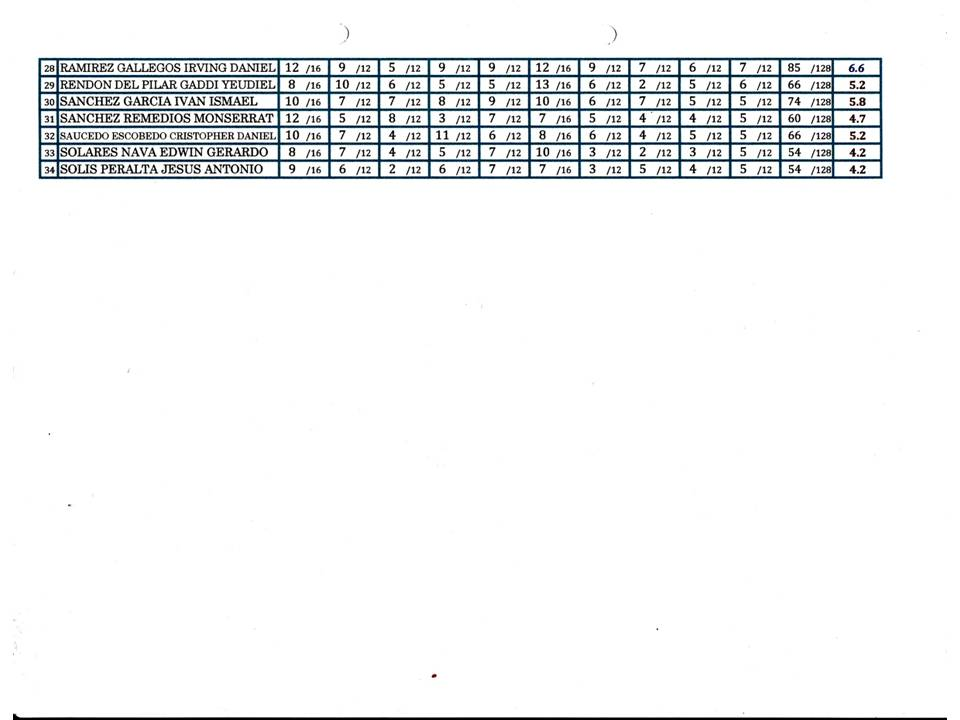 28 RAMIREZ GALLEGOS IRVING DANIEL 12 /16 9 /12 5 /12 9 /12 9 /12 12 /16 9 /12 7 /12 6 /12 7 /12 85 /128 6.6
29 RENDON DEL PILAR GADDI YEUDIEL 8 /16 10 /12 6 /12 5 /12 5 /12 13 /16 6 /12 2 /12 5 /12 6 /12 66 /128 5.2
30 SANCHEZ GARCIA IVAN ISMAEL 10 /16 7 /12 7 /12 8 /12 9 /12 10 /16 6 /12 7 /12 5 /12 5 /12 74 /128 5.8
31 SANCHEZ REMEDIOS MONSERRAT 12 /16 5 /12 8 /12 3 /12 7 /12 7 /16 5 /12 4 /12 4 /12 5 /12 60 /128 4.7
32 SAUCEDO ESCOBEDO CRISTOPHER DANIEL 10 /16 7 /12 4 /12 11 /12 6 /12 8 /16 6 /12 4 /12 5 /12 5 /12 66 /128 5.2
33 SOLARES NAVA EDWIN GERARDO 8 /16 7 /12 4 /12 5 /12 7 /12 10 /16 3 /12 2 /12 3 /12 5 /12 54 /128 4.2
34 SOLIS PERALTA JESUS ANTONIO 9 /16 6 /12 2 /12 6 /12 7 /12 7 /16 3 /12 5 /12 4 /12 5 /12 54 /128 4.2